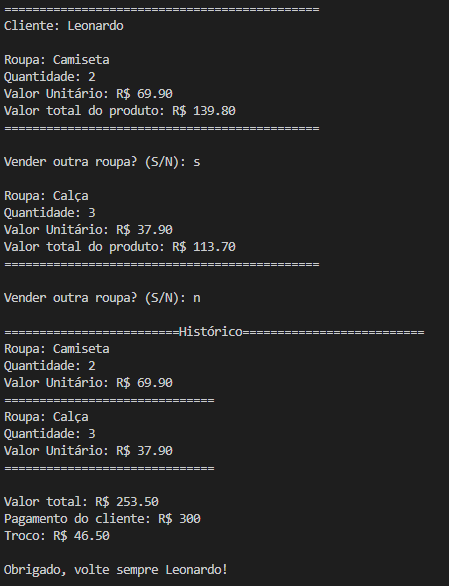 =============================================
Cliente: Leonardo
Roupa: Camiseta
Quantidade: 2
Valor Unitário: R$ 69.90
Valor total do produto: R$ 139.80
=============================================
Vender outra roupa? (S/N): s
Roupa: Calça
Quantidade: 3
Valor Unitário: R$ 37.90
Valor total do produto: R$ 113.70
=============================================
Vender outra roupa? (S/N): n
=========================Histórico==========================
Roupa: Camiseta
Quantidade: 2
Valor Unitário: R$ 69.90
==============================
Roupa: Calça
Quantidade: 3
Valor Unitário: R$ 37.90
==============================
Valor total: R$ 253.50
Pagamento do cliente: R$ 300
Troco: R$ 46.50
Obrigado, volte sempre Leonardo!